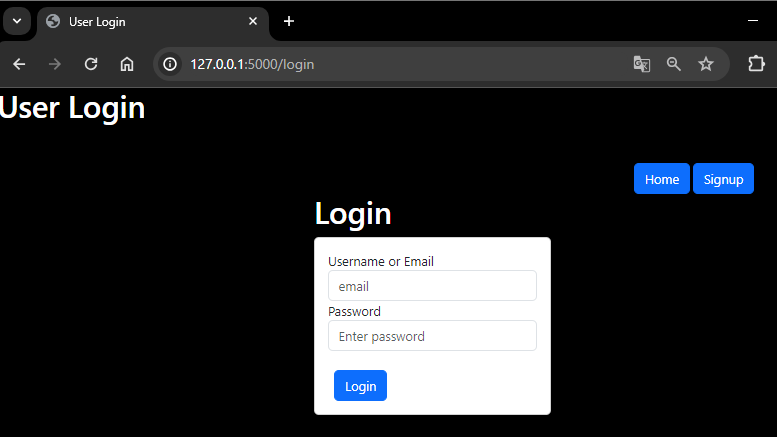 User Login
127.0.0.1:5000/login
User Login
Home Signup
Login
Username or Email
email
Password
Enter password
Login